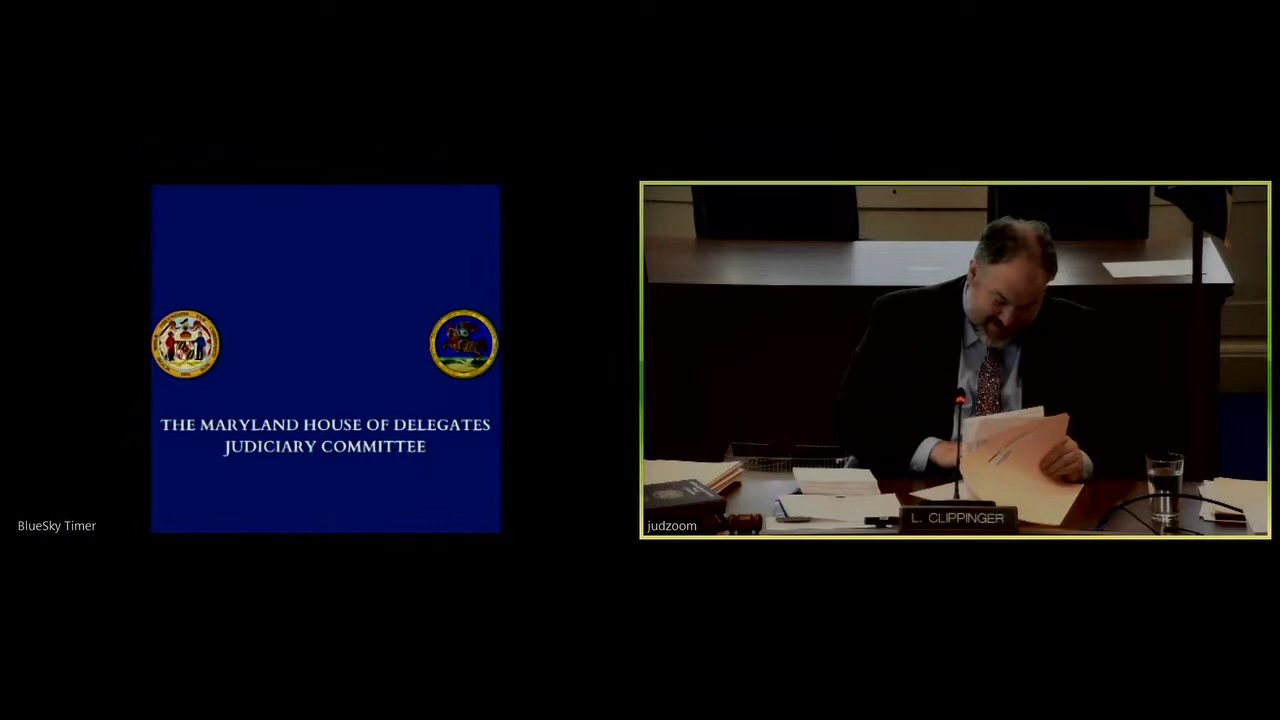 THE MARYLAND HOUSE OF DELEGATES
JUDICIARY COMMITTEE
BlueSky Timer
L. CLIPPINGER
judzoom